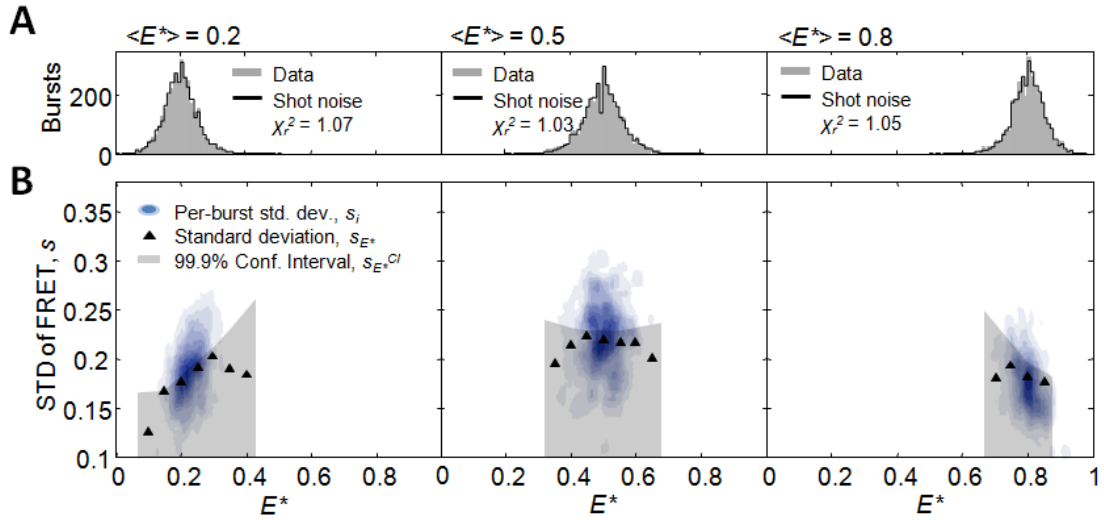 A
<E*> = 0.2
<E*> = 0.5
<E*> = 0.8
Bursts
200
0
Data
Shot noise
χr² = 1.07
Data
Shot noise
χr² = 1.03
Data
Shot noise
χr² = 1.05
B
STD of FRET, s
0.35
0.3
0.25
0.2
0.15
0.1
Per-burst std. dev., si
Standard deviation, sE*
99.9% Conf. Interval, sE*CI
0 0.2 0.4 0.6 0.8 0 0.2 0.4 0.6 0.8 0 0.2 0.4 0.6 0.8 1
E* E* E*